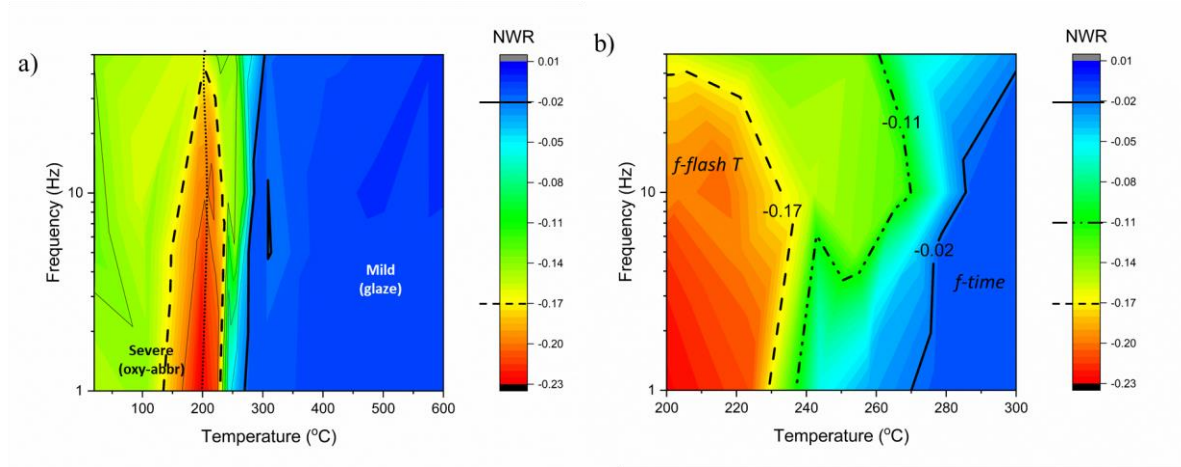 a)
NWR
0.01
-0.02
-0.05
-0.08
-0.11
-0.14
-0.17
-0.20
-0.23
Frequency (Hz)
10
1
Severe
(oxy-abbr)
Mild
(glaze)
100
200
300
400
500
600
Temperature (°C)
b)
NWR
0.01
-0.02
-0.05
-0.08
-0.11
-0.14
-0.17
-0.20
-0.23
Frequency (Hz)
10
1
-0.11
f-flash T
-0.17
-0.02
f-time
200
220
240
260
280
300
Temperature (°C)